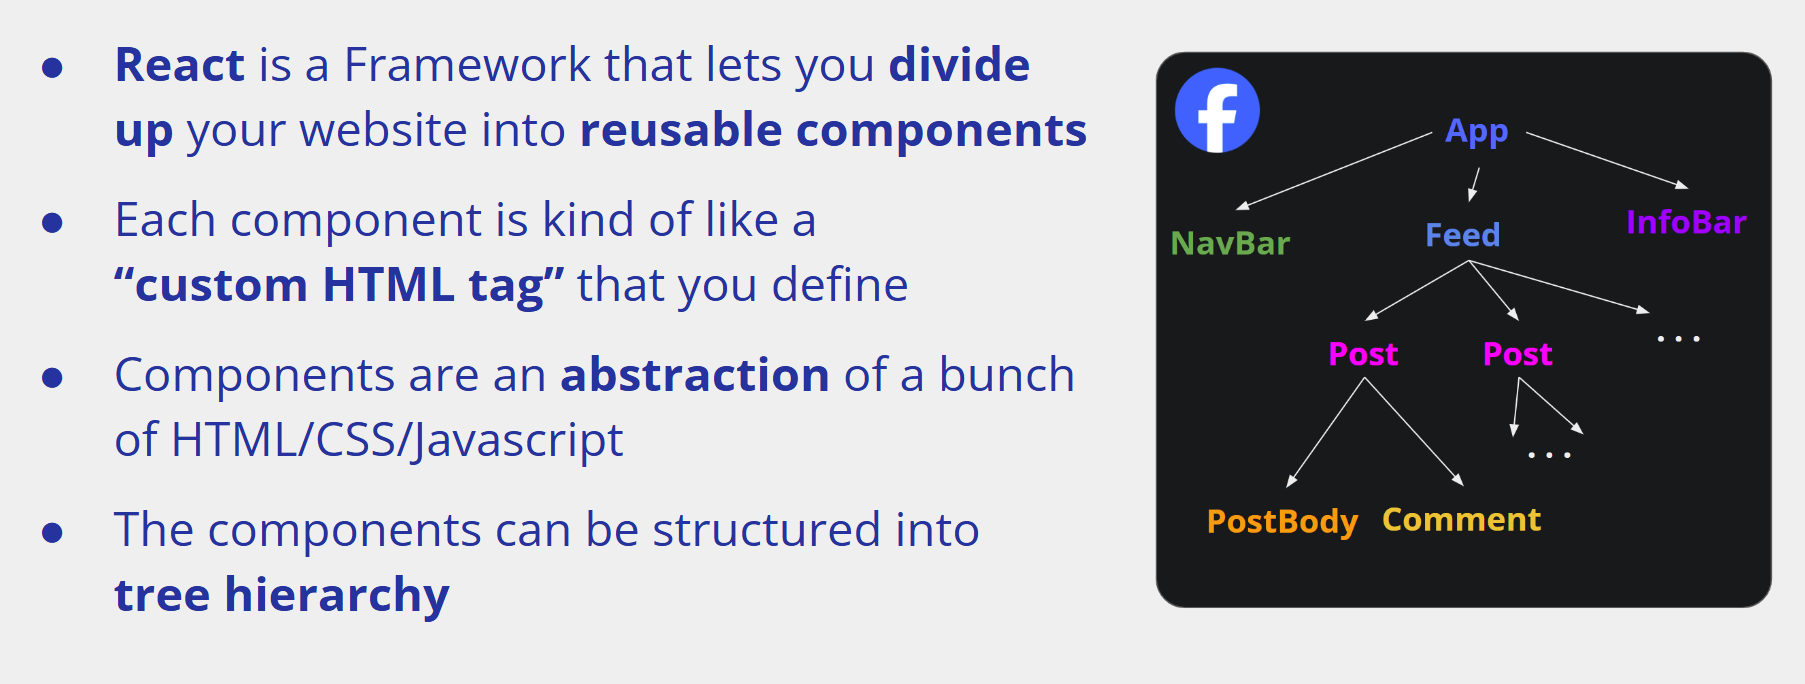 ● React is a Framework that lets you divide
up your website into reusable components
● Each component is kind of like a
“custom HTML tag” that you define
● Components are an abstraction of a bunch
of HTML/CSS/Javascript
● The components can be structured into
tree hierarchy
f
App
NavBar
Feed
InfoBar
Post
Post
. . .
. . .
PostBody
Comment